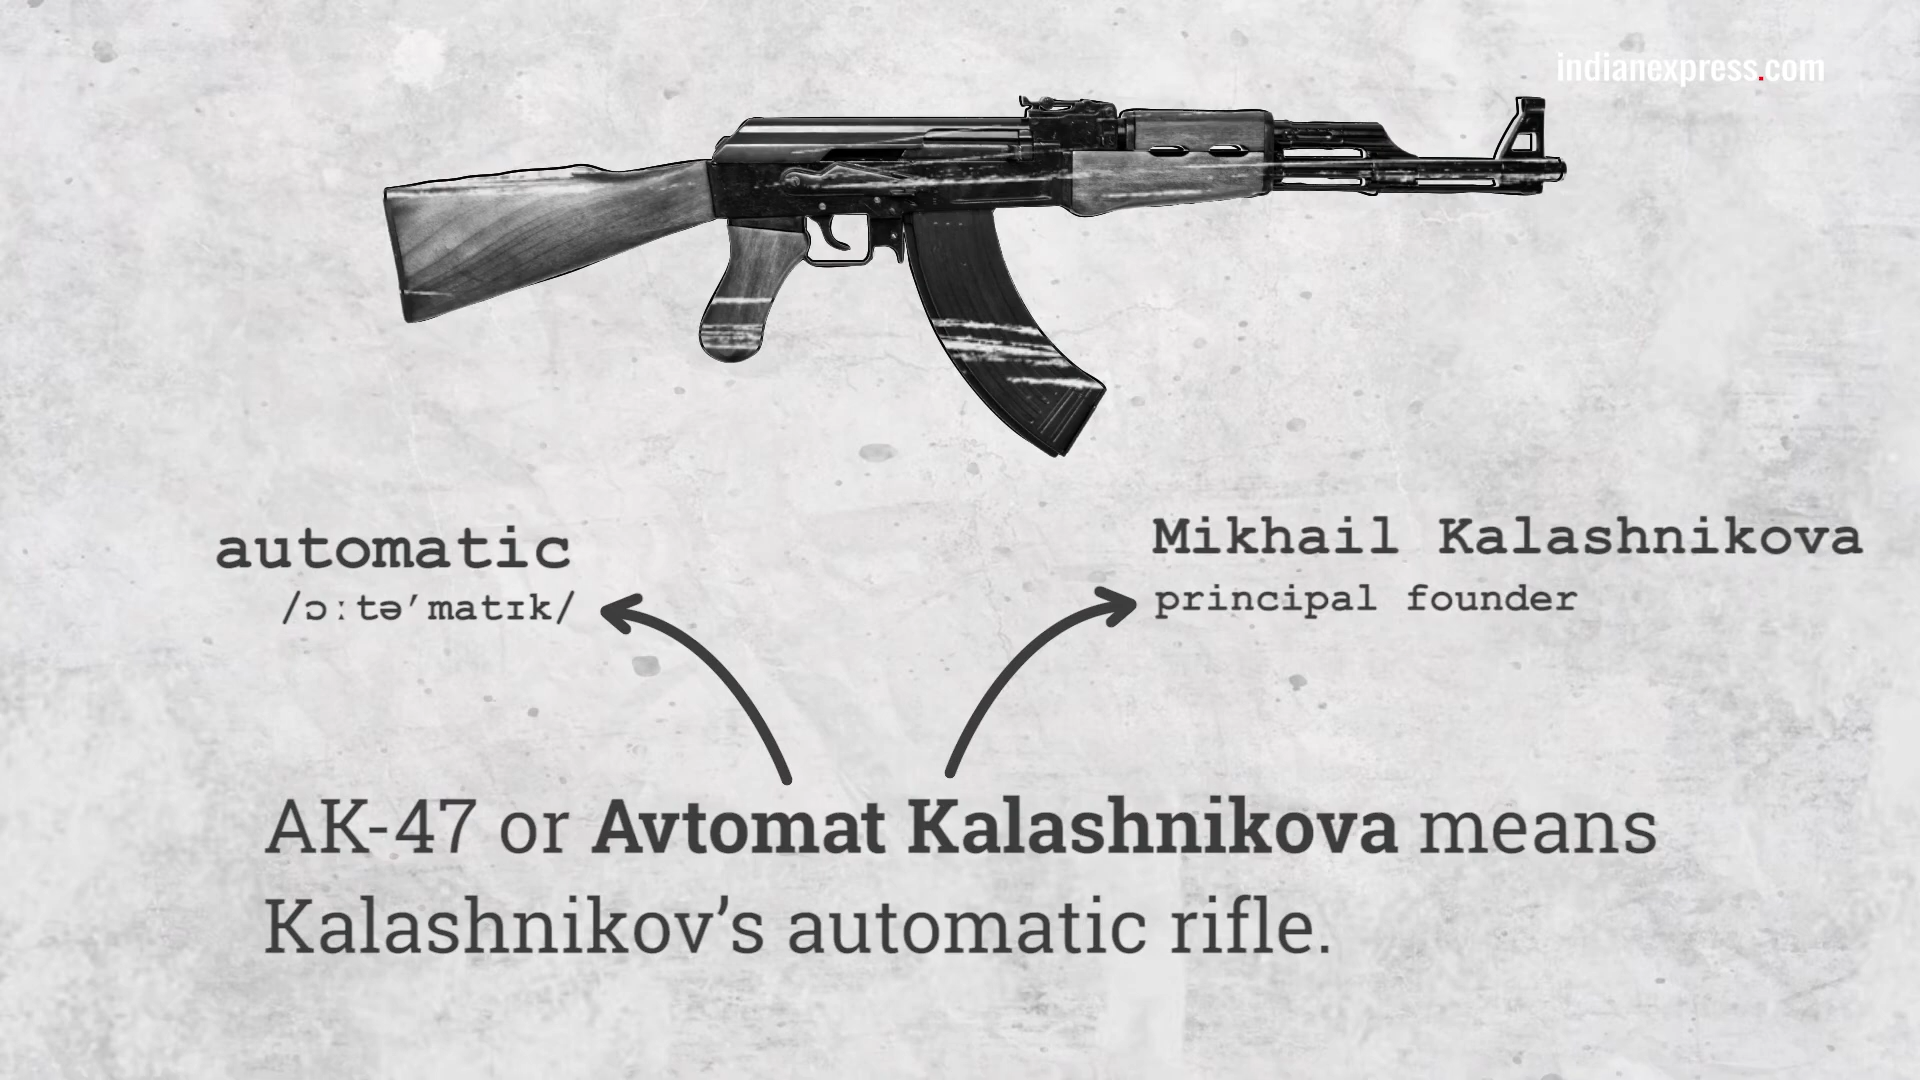 indianexpress.com
automatic
/ɔːtəˈmatɪk/
Mikhail Kalashnikova
principal founder
AK-47 or Avtomat Kalashnikova means
Kalashnikov’s automatic rifle.